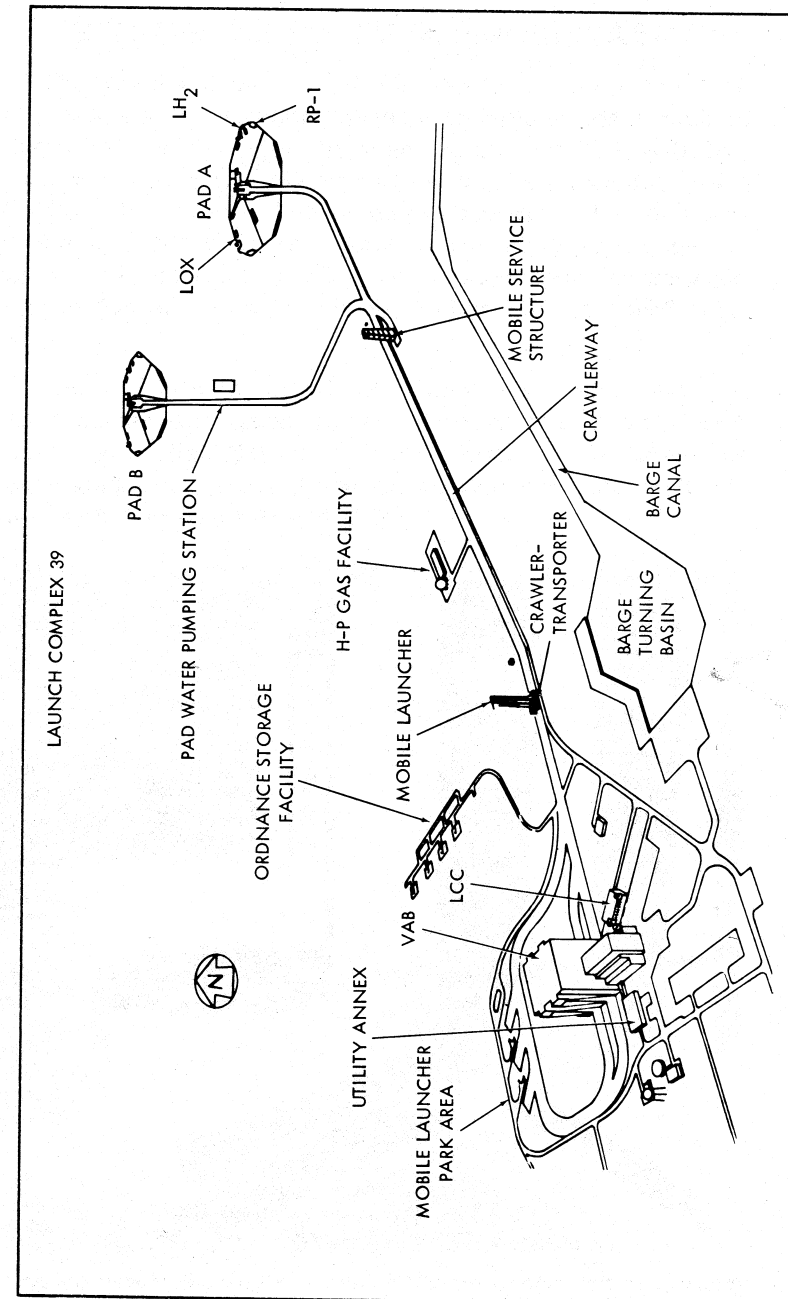 LAUNCH COMPLEX 39
PAD B
PAD A
LOX
LH2
RP-1
PAD WATER PUMPING STATION
ORDNANCE STORAGE
FACILITY
H-P GAS FACILITY
MOBILE LAUNCHER
MOBILE SERVICE
STRUCTURE
CRAWLERWAY
CRAWLER-
TRANSPORTER
BARGE
CANAL
BARGE
TURNING
BASIN
N
VAB
LCC
UTILITY ANNEX
MOBILE LAUNCHER
PARK AREA